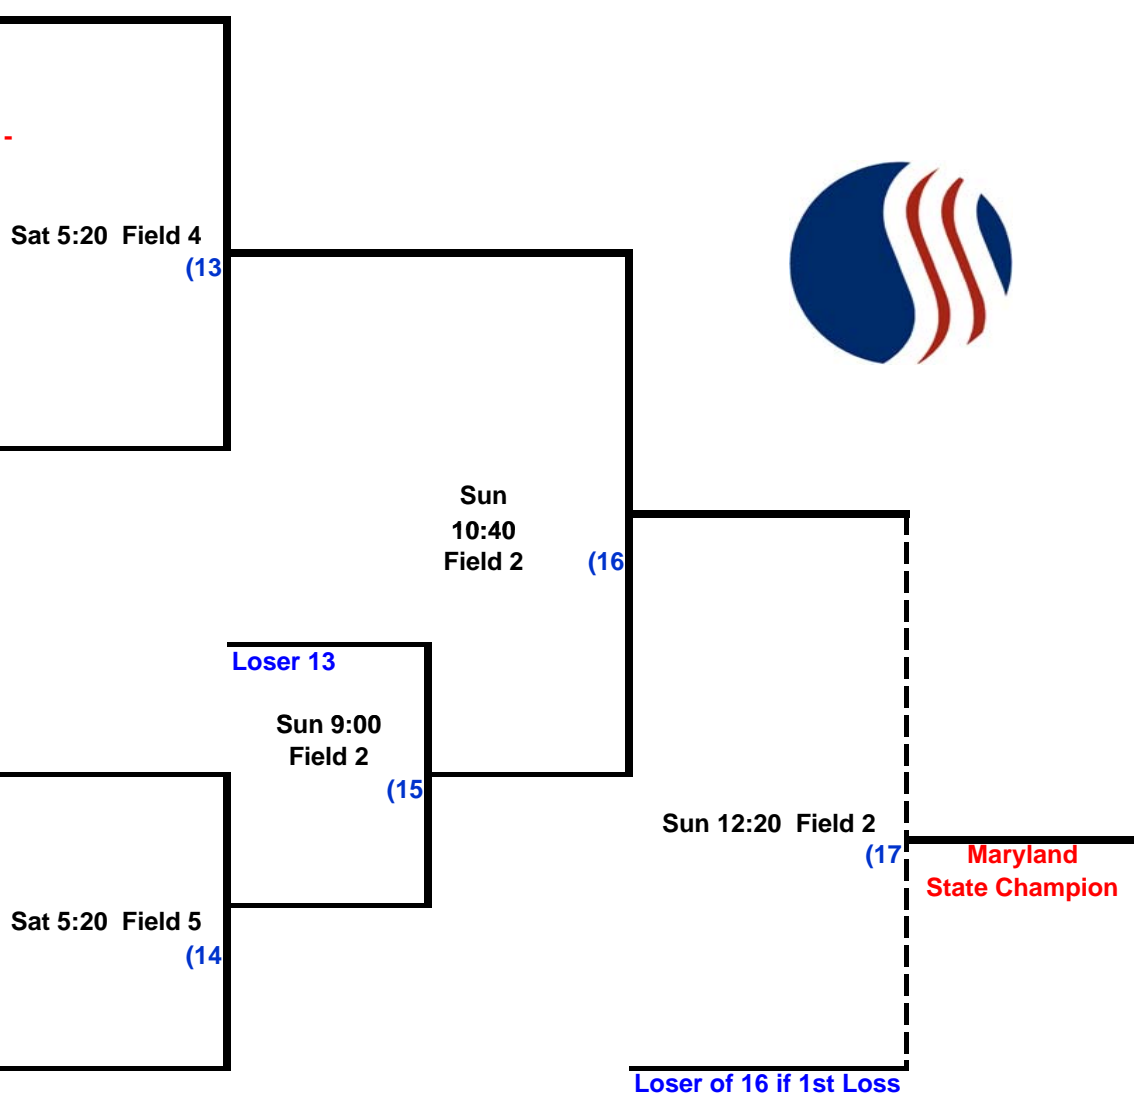 -
Sat 5:20  Field 4
(13
Sun
10:40
Field 2
(16
Loser 13
Sun 9:00
Field 2
(15
Sun 12:20  Field 2
(17
Maryland
State Champion
Sat 5:20  Field 5
(14
Loser of 16 if 1st Loss